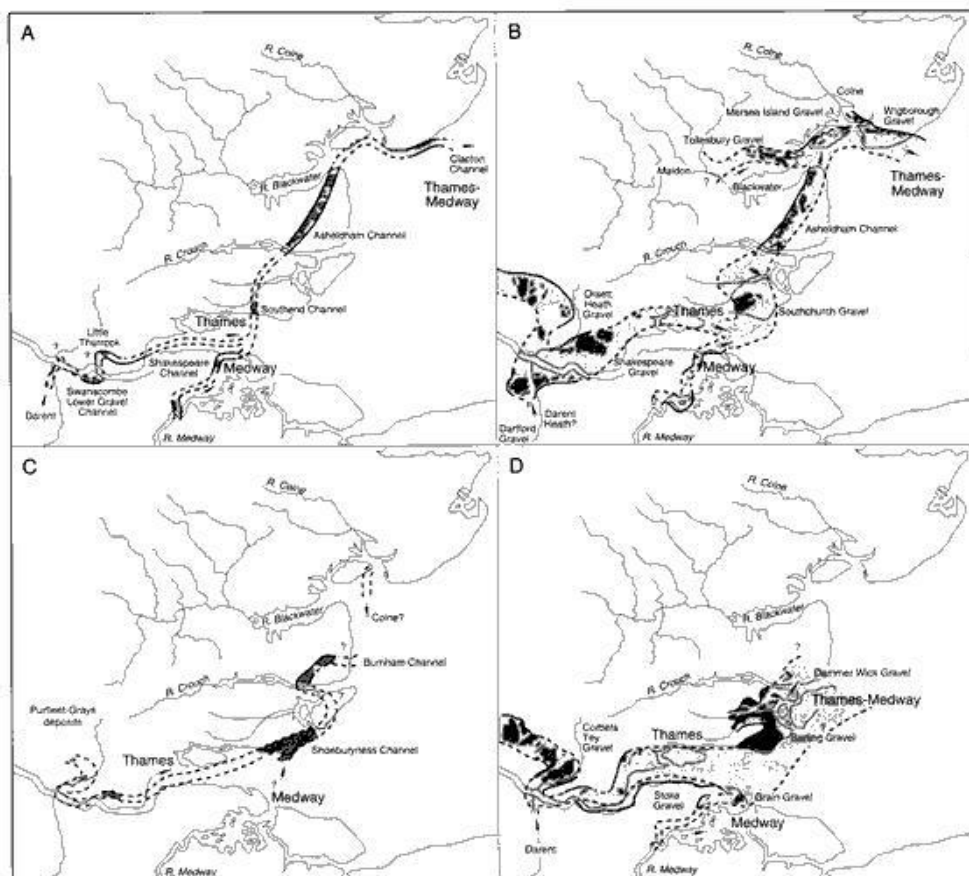 A
R. Colne
Clacton
Channel
Thames-
Medway
R. Blackwater
Asheldham Channel
R. Crouch
Southend Channel
Thames
Little
Thurrock
Shakespeare
Channel
Medway
Swanscombe
Lower Gravel
Channel
Darent
R. Medway
?
B
R. Colne
Colne
Mersea Island Gravel
Wigborough
Gravel
Tollesbury Gravel
Maldon
?
Blackwater
Thames-
Medway
Asheldham Channel
R. Crouch
Orsett
Heath
Gravel
Thames
Southchurch Gravel
Shakespeare
Gravel
Medway
Dartford
Gravel
Darent
Heath?
R. Medway
C
R. Colne
Colne?
R. Blackwater
?
Burnham Channel
R. Crouch
Purfleet-Grays
deposits
Shoeburyness Channel
Thames
Medway
R. Medway
D
R. Colne
R. Blackwater
?
Dammer Wick Gravel
R. Crouch
Thames-Medway
Corbets
Tey
Gravel
Thames
Barling Gravel
Stoke
Gravel
Grain Gravel
Medway
Darent
R. Medway